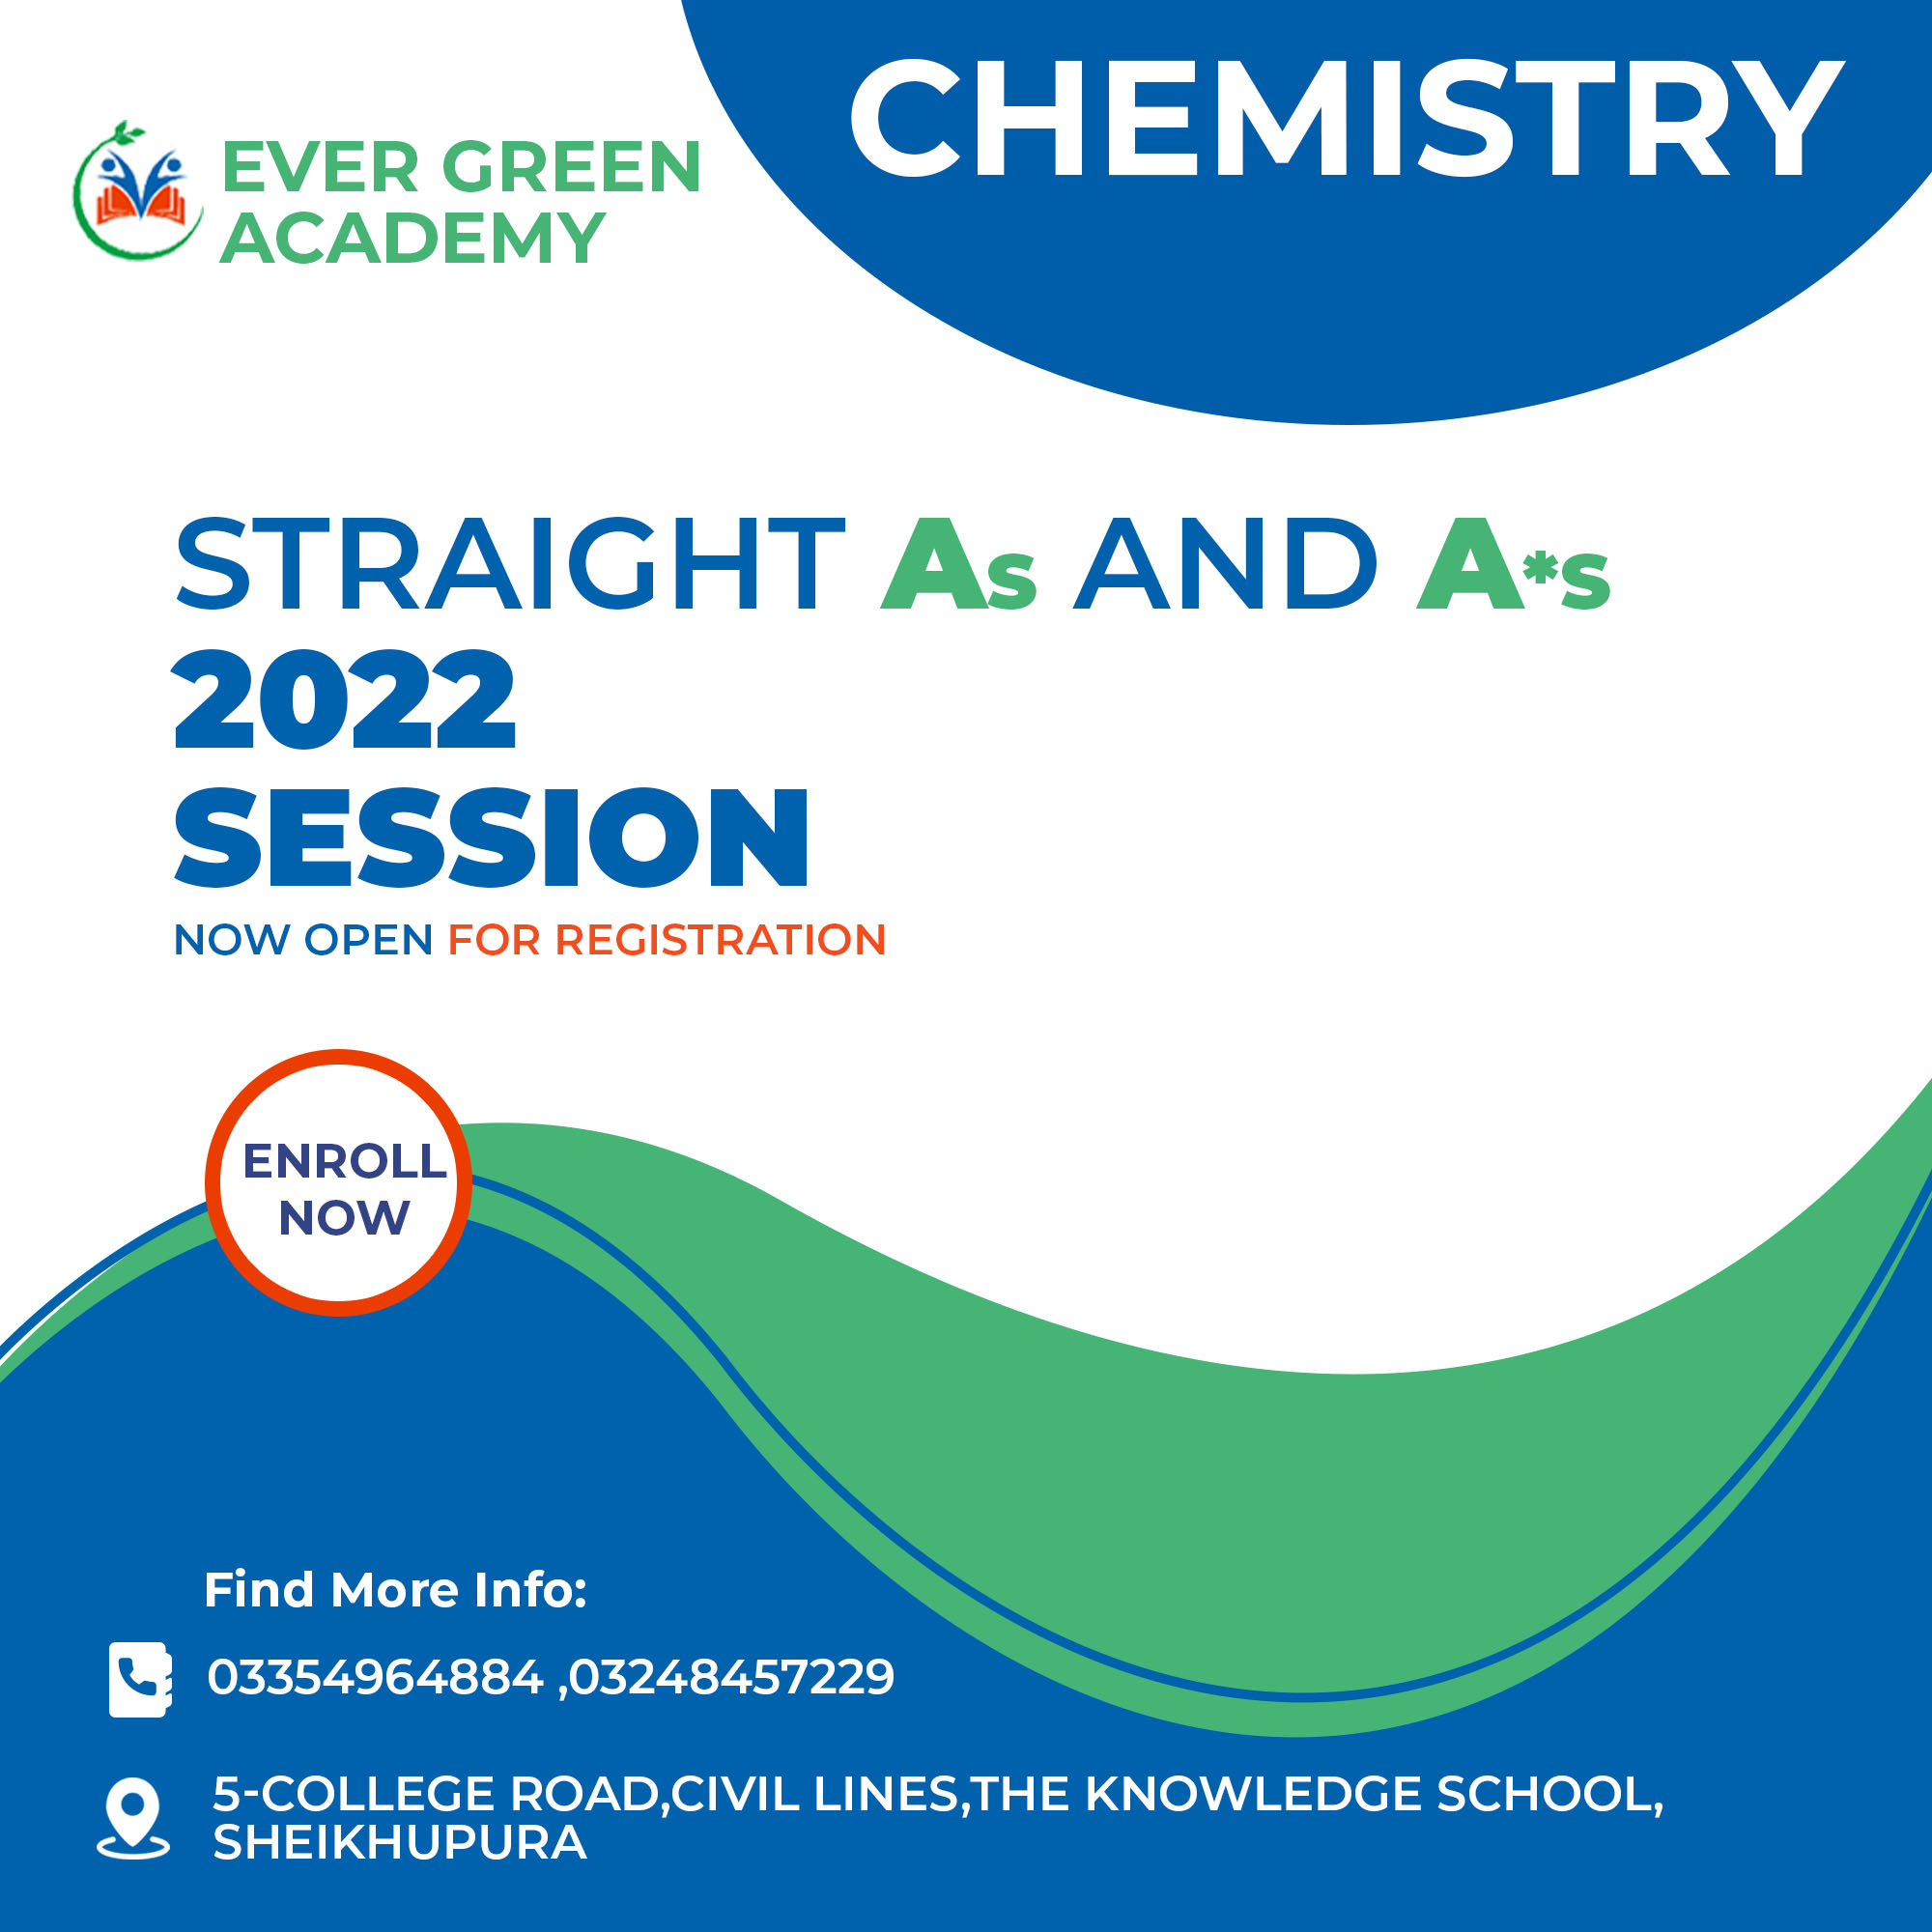 CHEMISTRY
EVER GREEN
ACADEMY
STRAIGHT As AND A*s
2022
SESSION
NOW OPEN FOR REGISTRATION
ENROLL
NOW
Find More Info:
03354964884 ,03248457229
5-COLLEGE ROAD,CIVIL LINES,THE KNOWLEDGE SCHOOL,
SHEIKHUPURA